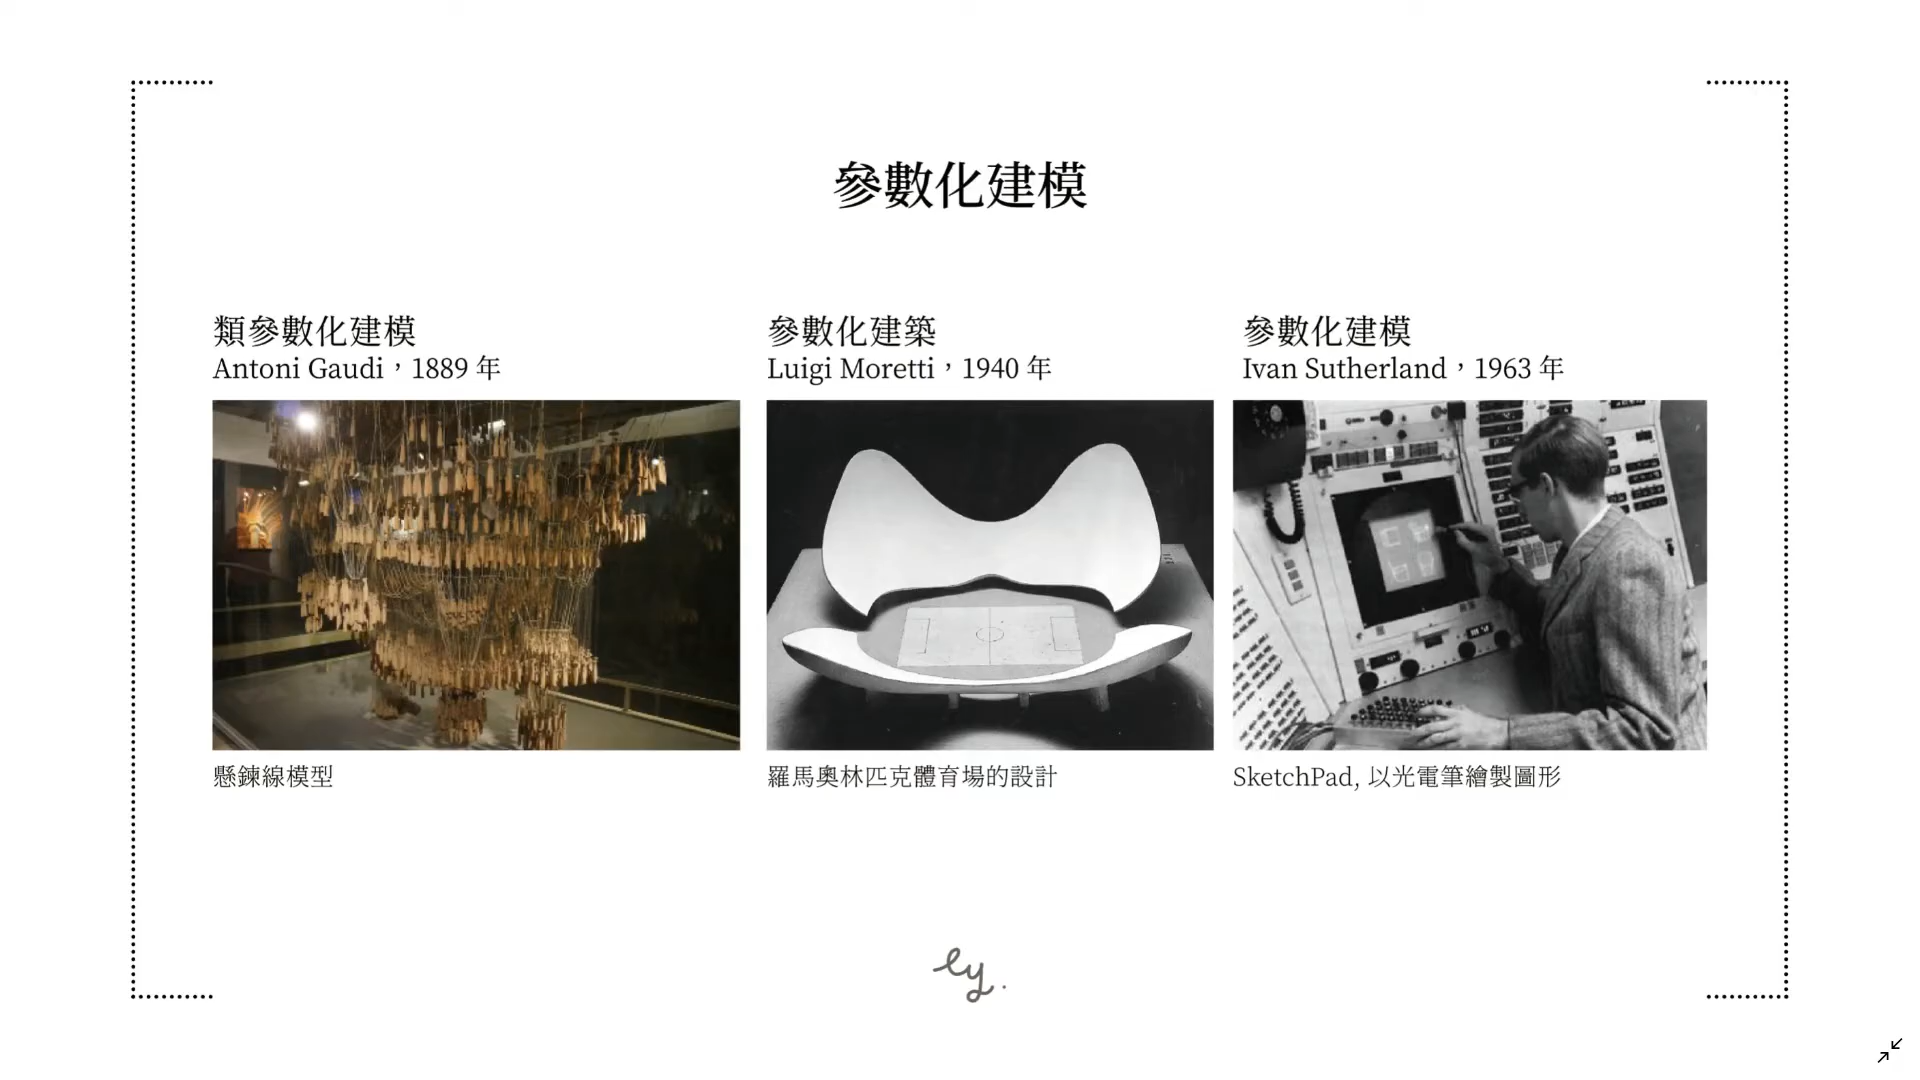 參數化建模
類參數化建模
Antoni Gaudi，1889 年
懸鍊線模型
參數化建築
Luigi Moretti，1940 年
羅馬奧林匹克體育場的設計
參數化建模
Ivan Sutherland，1963 年
SketchPad, 以光電筆繪製圖形
ly.